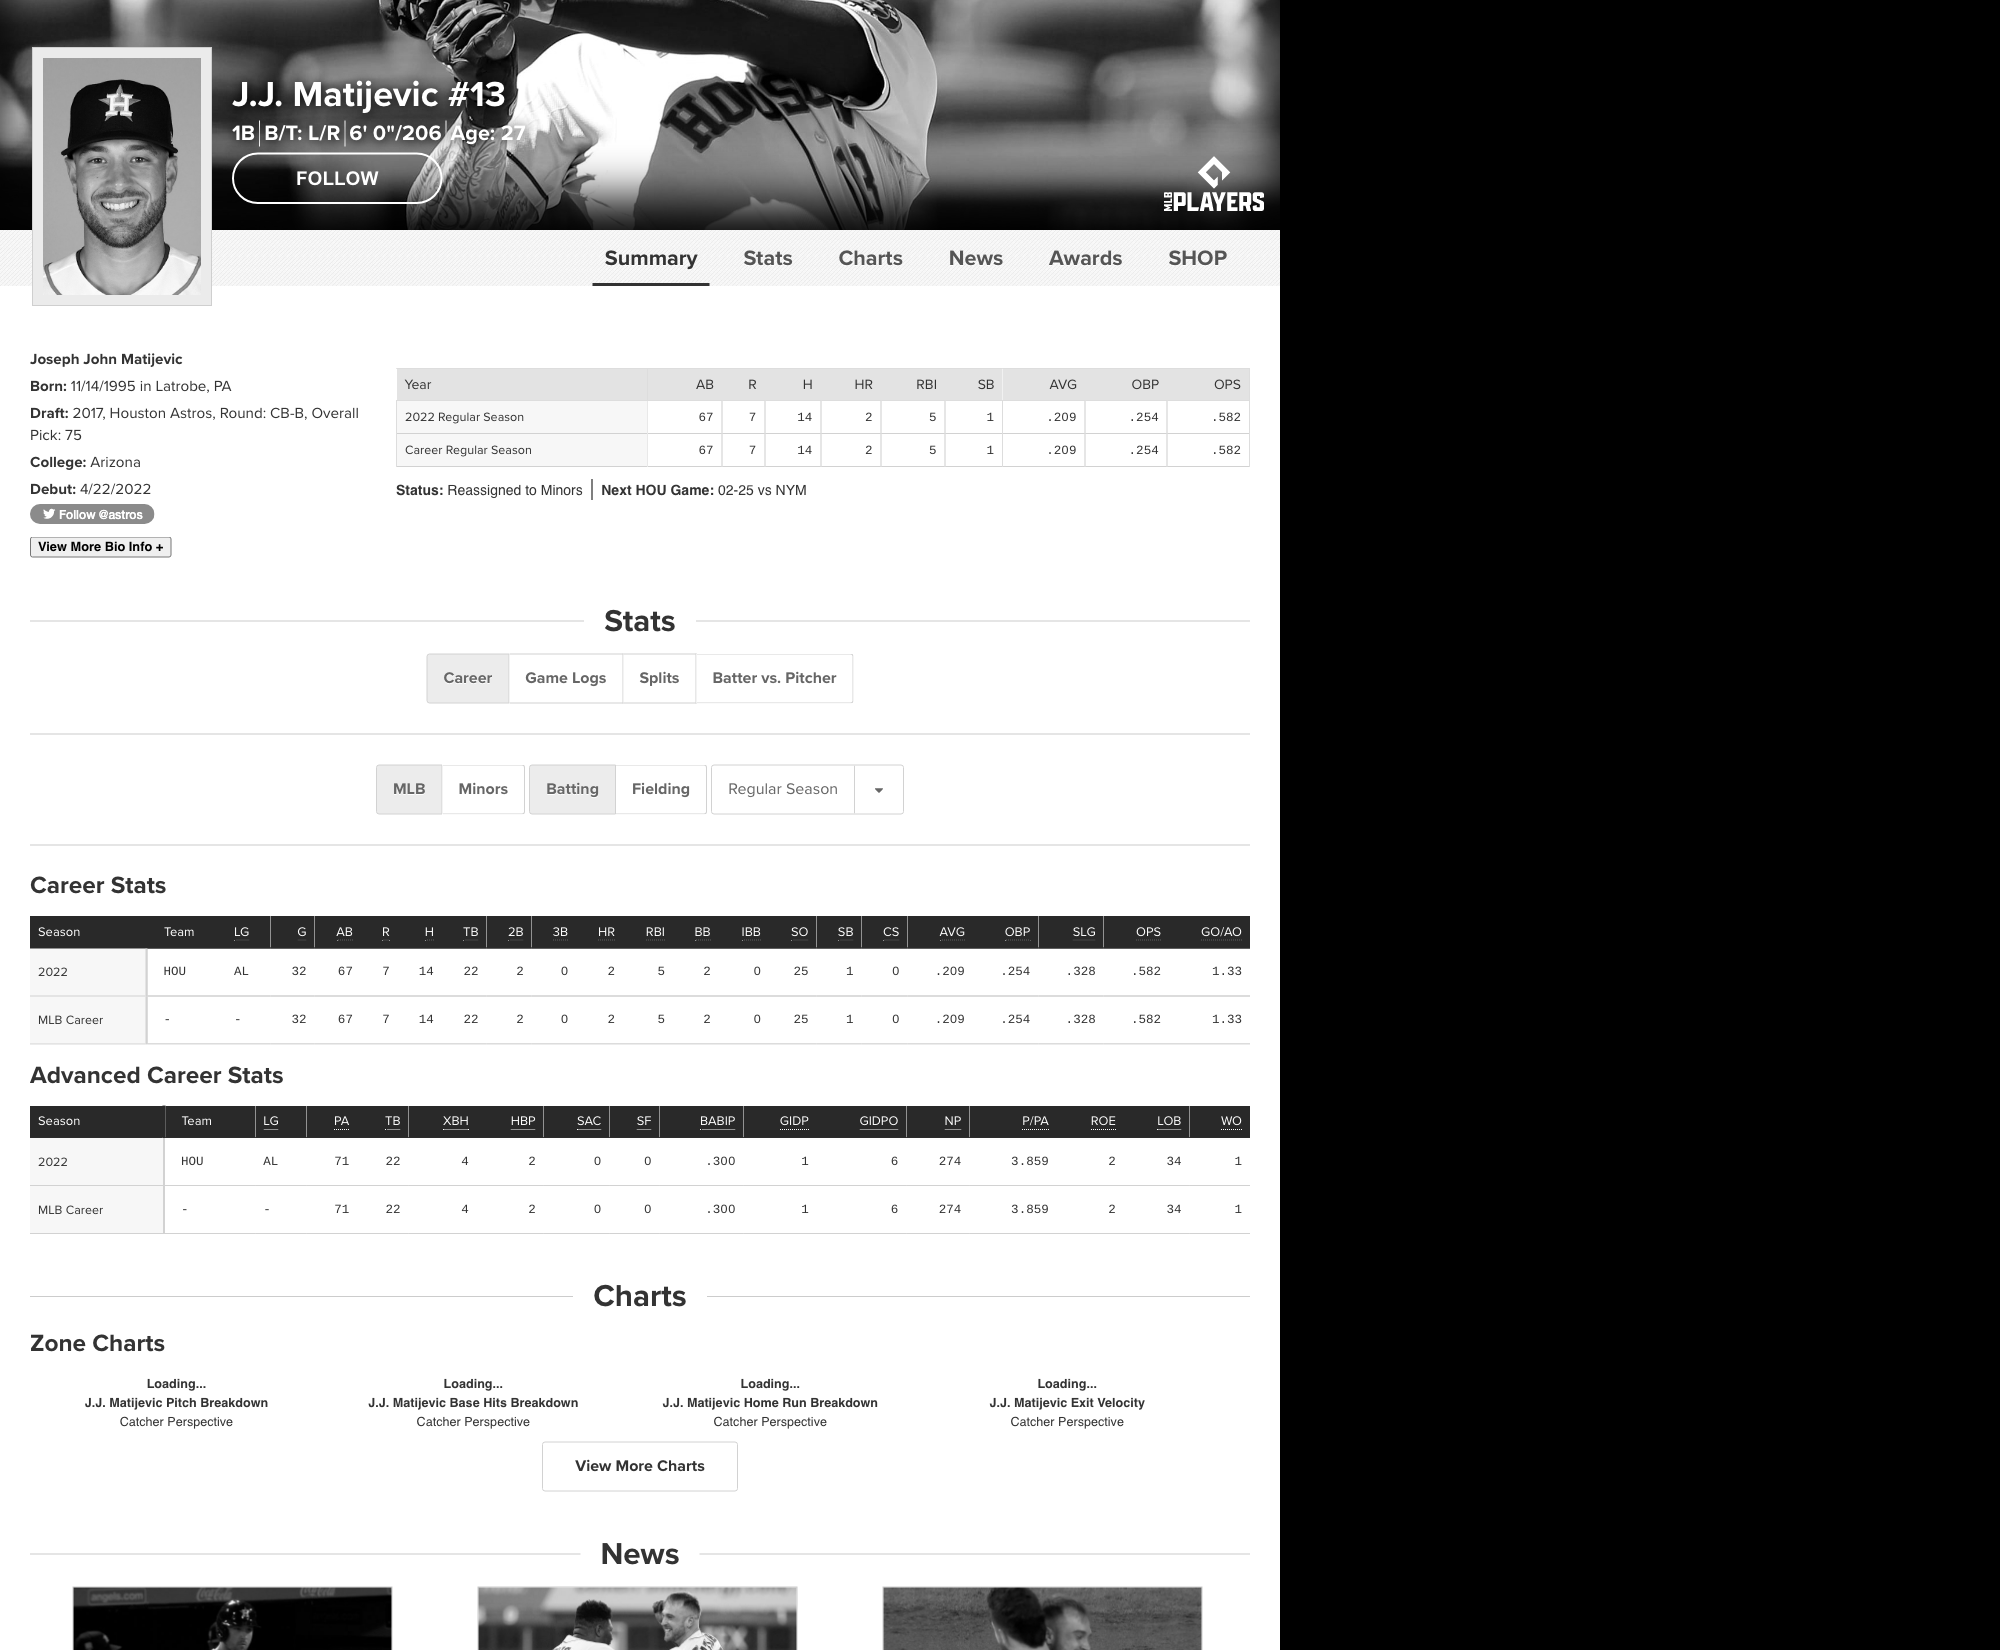 J.J. Matijevic #13
1B B/T: L/R 6' 0"/206 Age: 27
FOLLOW
MLB PLAYERS
Summary Stats Charts News Awards SHOP
Joseph John Matijevic
Born: 11/14/1995 in Latrobe, PA
Draft: 2017, Houston Astros, Round: CB-B, Overall
Pick: 75
College: Arizona
Debut: 4/22/2022
Follow @astros
View More Bio Info +
Year AB R H HR RBI SB AVG OBP OPS
2022 Regular Season 67 7 14 2 5 1 .209 .254 .582
Career Regular Season 67 7 14 2 5 1 .209 .254 .582
Status: Reassigned to Minors Next HOU Game: 02-25 vs NYM
Stats
Career Game Logs Splits Batter vs. Pitcher
MLB Minors Batting Fielding Regular Season
Career Stats
Season Team LG G AB R H TB 2B 3B HR RBI BB IBB SO SB CS AVG OBP SLG OPS GO/AO
2022 HOU AL 32 67 7 14 22 2 0 2 5 2 0 25 1 0 .209 .254 .328 .582 1.33
MLB Career - - 32 67 7 14 22 2 0 2 5 2 0 25 1 0 .209 .254 .328 .582 1.33
Advanced Career Stats
Season Team LG PA TB XBH HBP SAC SF BABIP GIDP GIDPO NP P/PA ROE LOB WO
2022 HOU AL 71 22 4 2 0 0 .300 1 6 274 3.859 2 34 1
MLB Career - - 71 22 4 2 0 0 .300 1 6 274 3.859 2 34 1
Charts
Zone Charts
Loading... Loading... Loading... Loading...
J.J. Matijevic Pitch Breakdown J.J. Matijevic Base Hits Breakdown J.J. Matijevic Home Run Breakdown J.J. Matijevic Exit Velocity
Catcher Perspective Catcher Perspective Catcher Perspective Catcher Perspective
View More Charts
News
angels.com Coca-Cola Coca-Cola